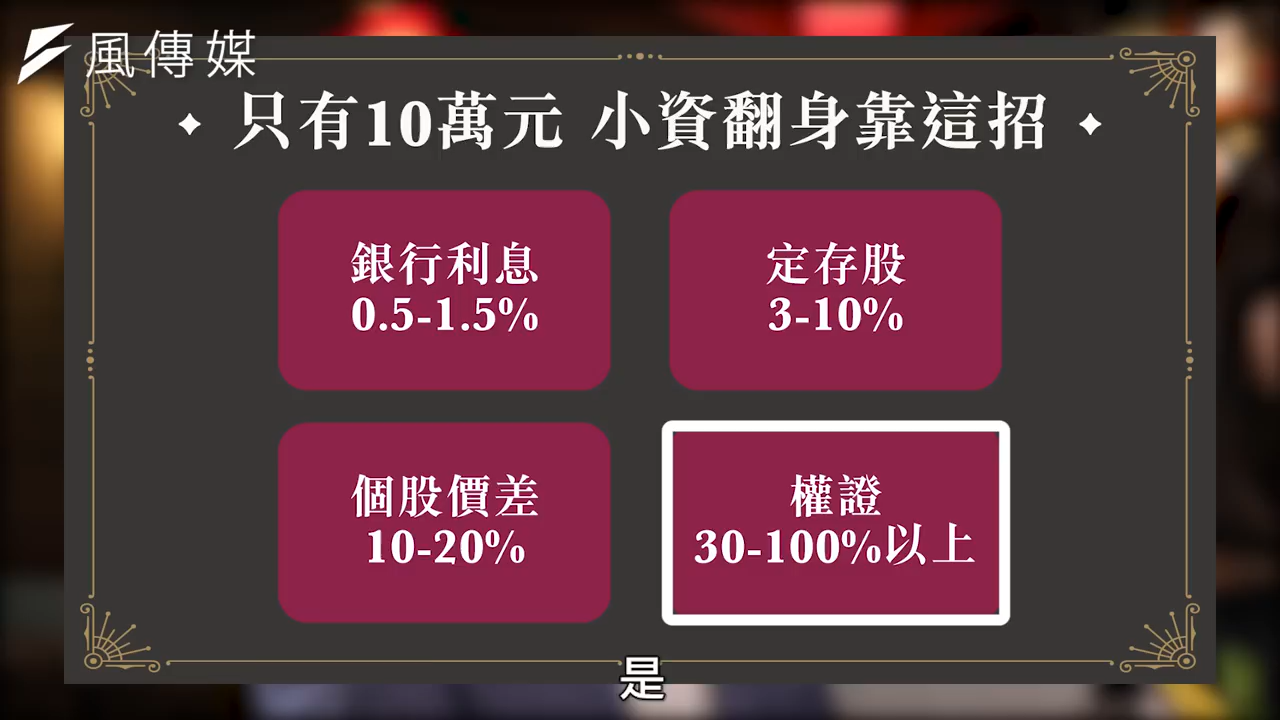 風傳媒
只有10萬元 小資翻身靠這招
銀行利息
0.5-1.5%
定存股
3-10%
個股價差
10-20%
權證
30-100%以上
是